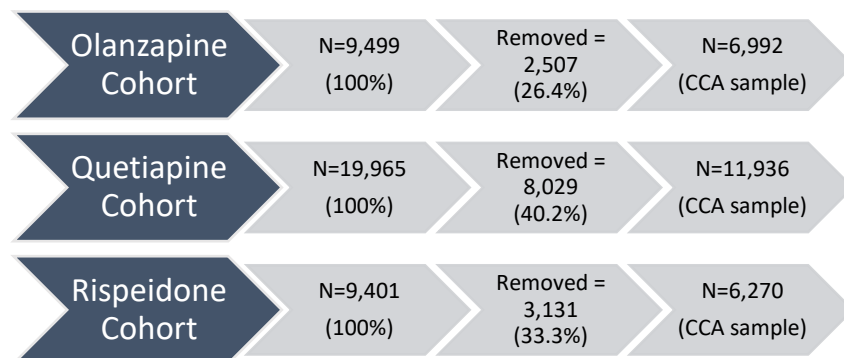 Olanzapine
Cohort
N=9,499
(100%)
Removed =
2,507
(26.4%)
N=6,992
(CCA sample)
Quetiapine
Cohort
N=19,965
(100%)
Removed =
8,029
(40.2%)
N=11,936
(CCA sample)
Rispeidone
Cohort
N=9,401
(100%)
Removed =
3,131
(33.3%)
N=6,270
(CCA sample)